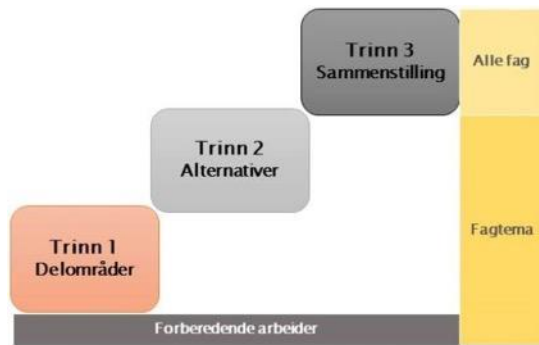 Trinn 3
Sammenstilling
Alle fag
Trinn 2
Alternativer
Trinn 1
Delområder
Fagtema
Forberedende arbeider